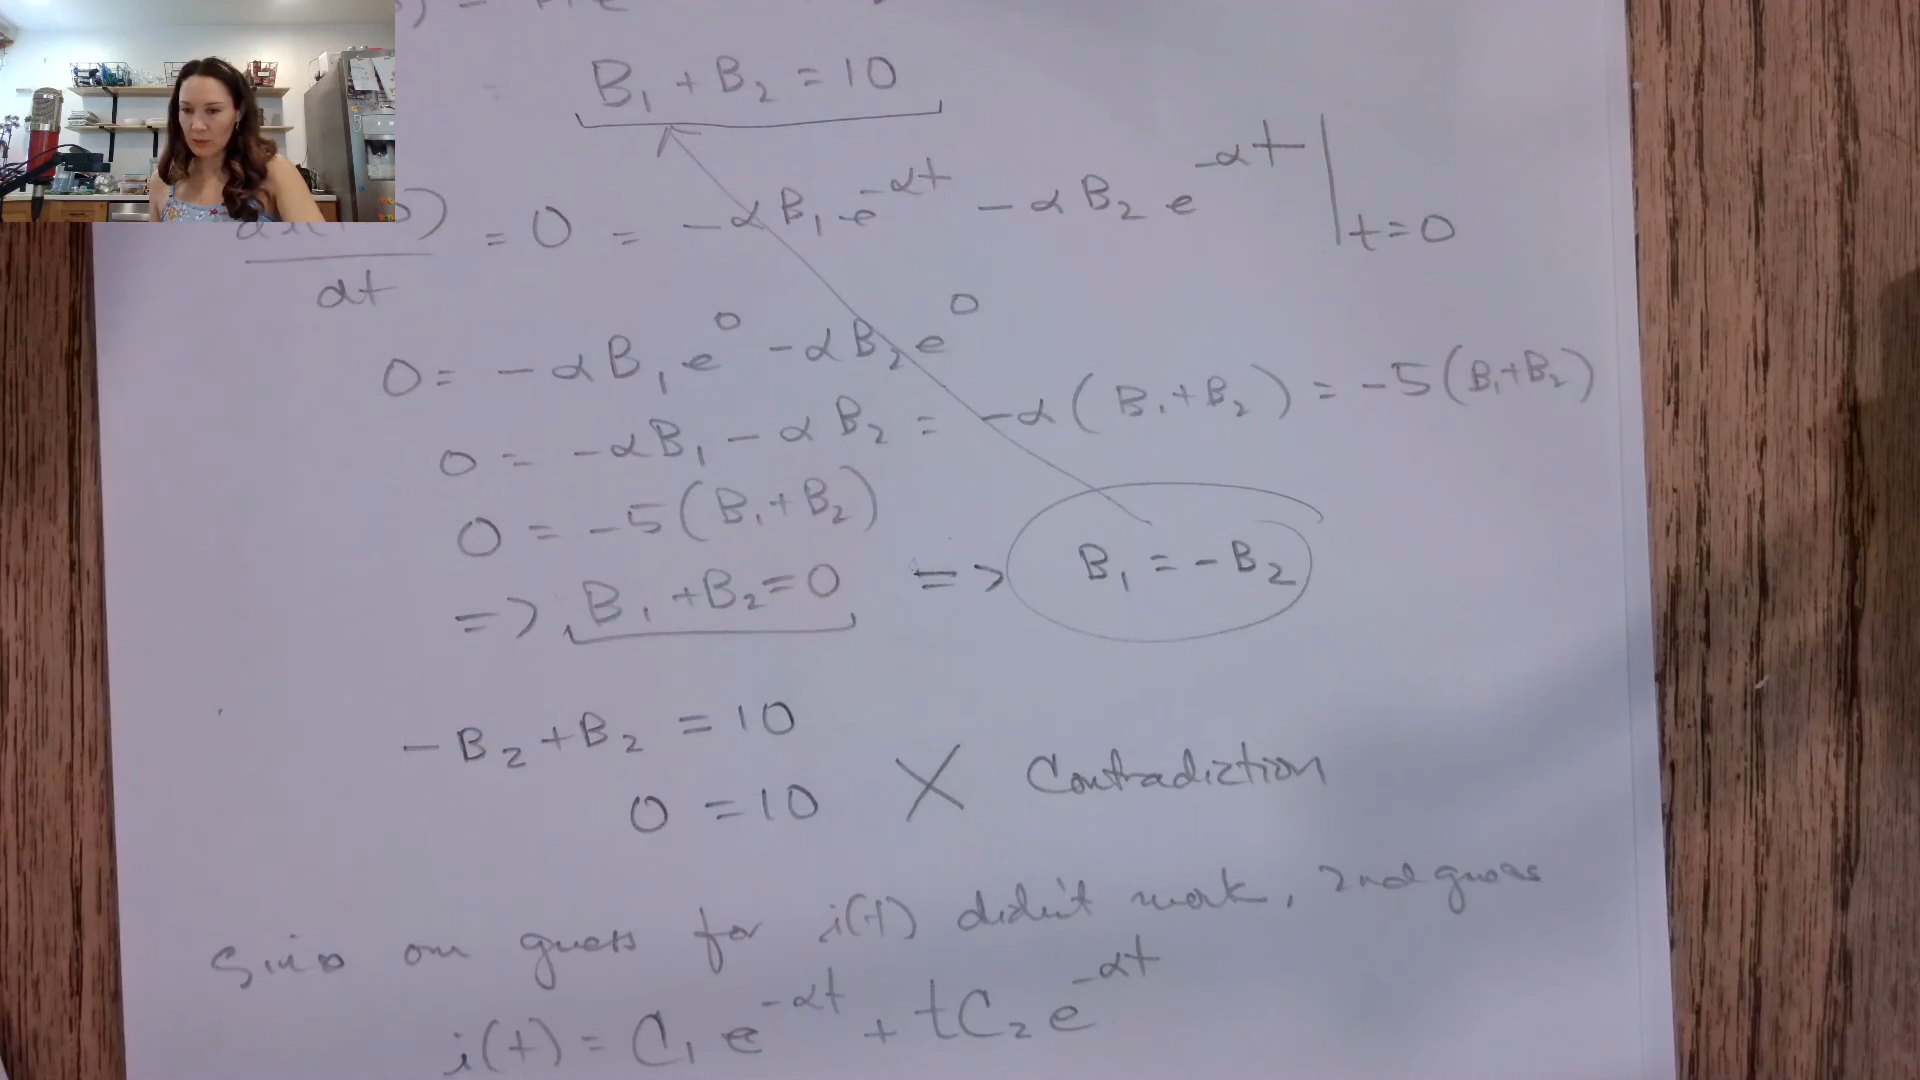 B₁ + B₂ = 10
dt = 0 = -αB₁e^{-αt} - αB₂e^{-αt} |_{t=0}
0 = -αB₁e⁰ - αB₂e⁰
0 = -αB₁ - αB₂ = -α(B₁+B₂) = -5(B₁+B₂)
0 = -5(B₁+B₂)
=> B₁+B₂=0 => B₁ = -B₂
-B₂+B₂ = 10
0 = 10 X Contradiction
Since our guess for i(t) didn't work, 2nd guess
i(t) = C₁e^{-αt} + tC₂e^{-αt}